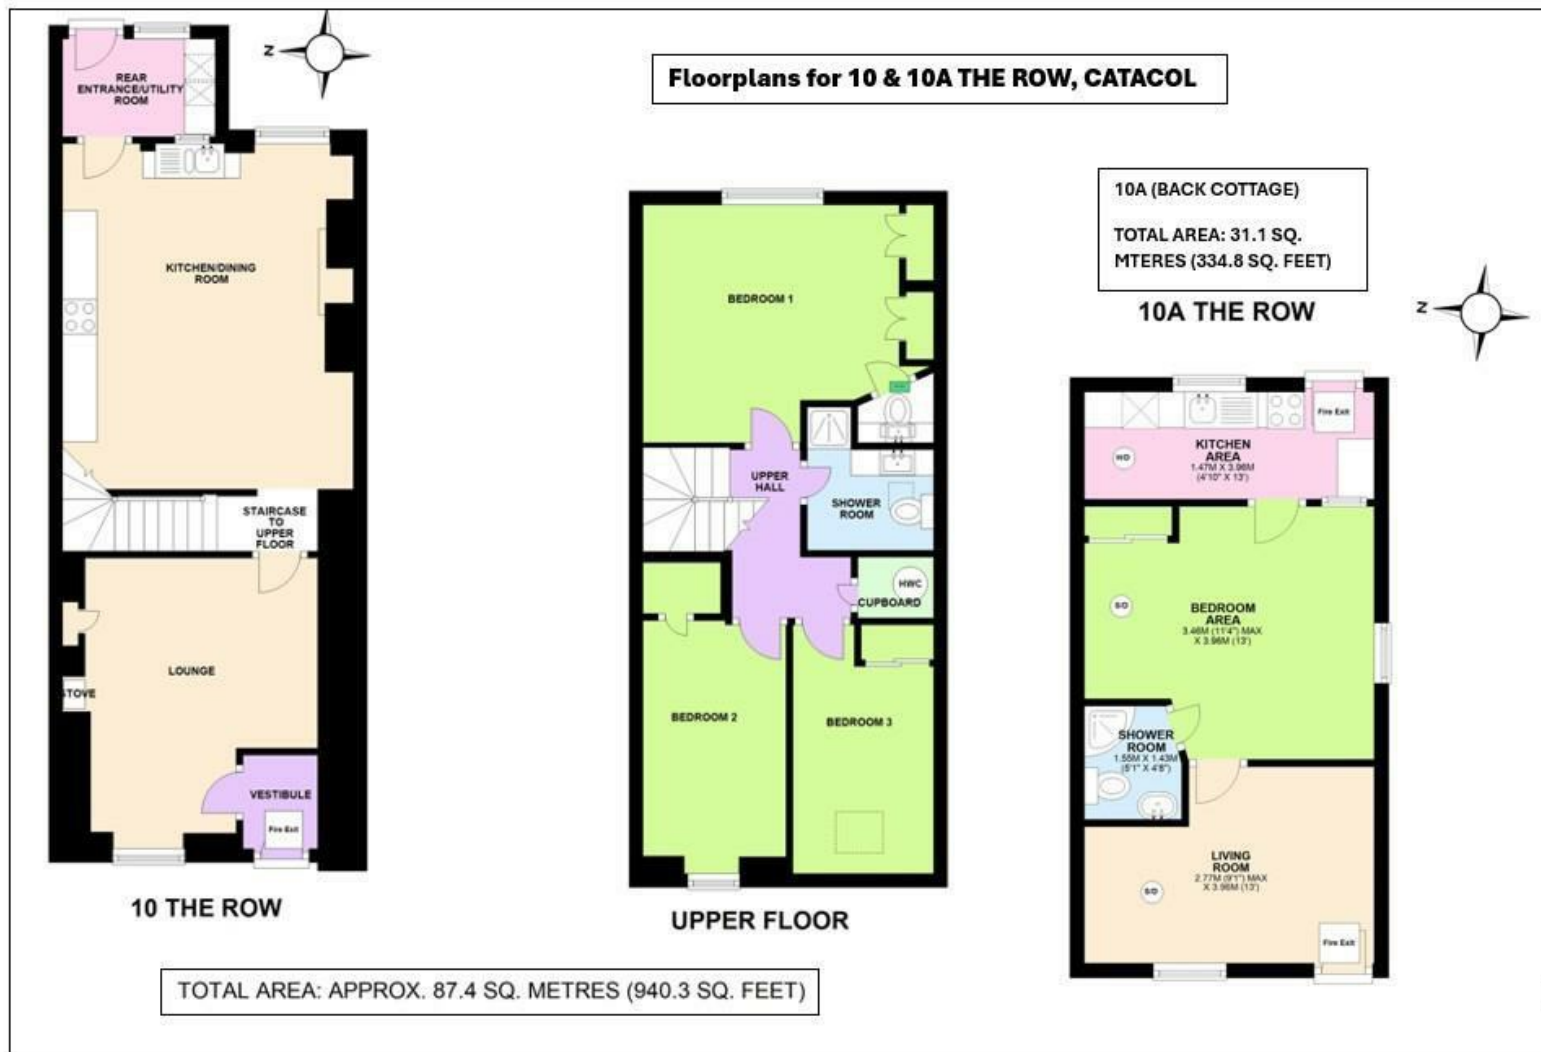 Floorplans for 10 & 10A THE ROW, CATACOL
N
REAR
ENTRANCE/UTILITY
ROOM
KITCHEN/DINING
ROOM
STAIRCASE
TO
UPPER
FLOOR
LOUNGE
STOVE
VESTIBULE
Fire Exit
10 THE ROW
BEDROOM 1
UPPER
HALL
SHOWER
ROOM
HWC
CUPBOARD
BEDROOM 2
BEDROOM 3
UPPER FLOOR
TOTAL AREA: APPROX. 87.4 SQ. METRES (940.3 SQ. FEET)
10A (BACK COTTAGE)
TOTAL AREA: 31.1 SQ.
MTERES (334.8 SQ. FEET)
10A THE ROW
N
Fire Exit
KITCHEN
AREA
1.47M X 3.96M
(4'10" X 13')
H/D
BEDROOM
AREA
3.46M (11'4") MAX
X 3.96M (13')
S/D
SHOWER
ROOM
1.55M X 1.43M
(5'1" X 4'8")
LIVING
ROOM
2.77M (9'1") MAX
X 3.96M (13')
S/D
Fire Exit